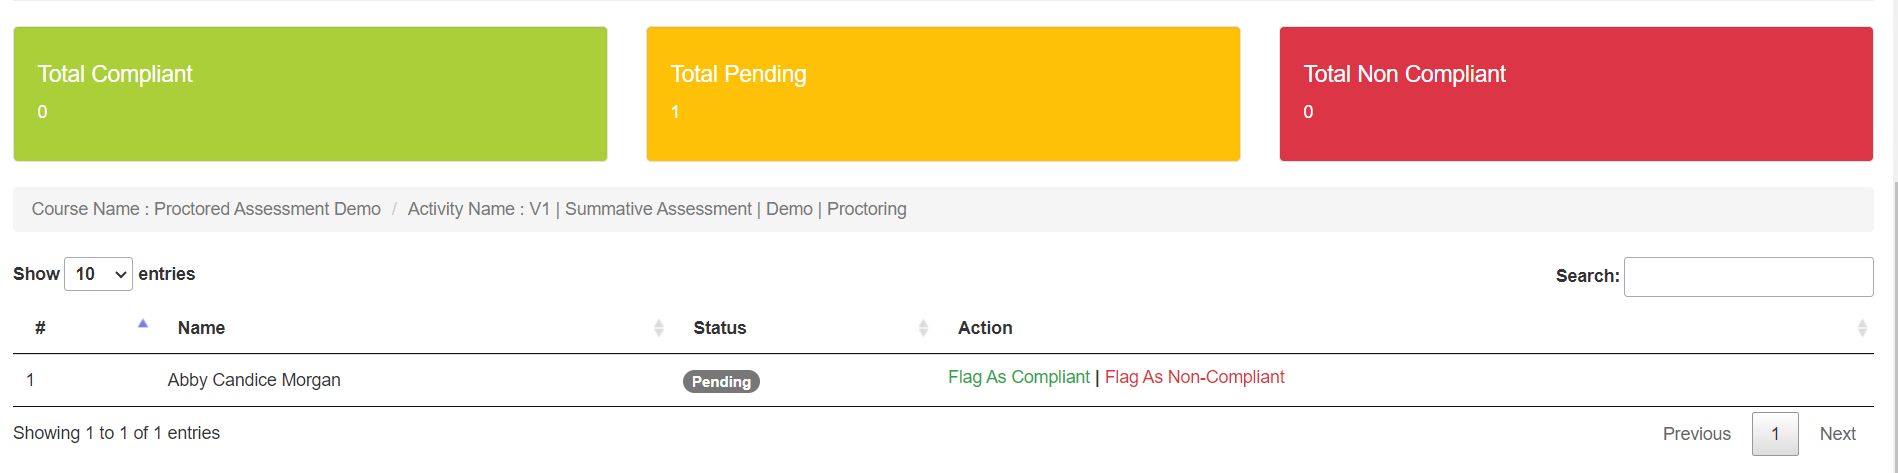 Total Compliant
0
Total Pending
1
Total Non Compliant
0
Course Name : Proctored Assessment Demo / Activity Name : V1 | Summative Assessment | Demo | Proctoring
Show 10 entries
Search:
# Name Status Action
1 Abby Candice Morgan Pending Flag As Compliant | Flag As Non-Compliant
Showing 1 to 1 of 1 entries
Previous 1 Next